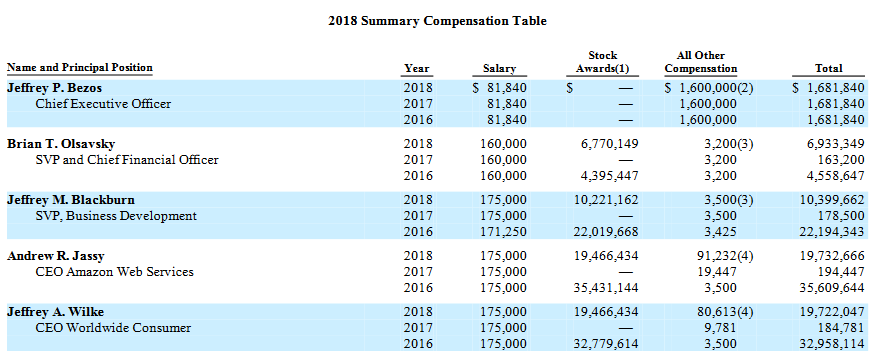 2018 Summary Compensation Table
Stock All Other
Name and Principal Position Year Salary Awards(1) Compensation Total
Jeffrey P. Bezos 2018 $ 81,840 $ — $ 1,600,000(2) $ 1,681,840
Chief Executive Officer 2017 81,840 — 1,600,000 1,681,840
2016 81,840 — 1,600,000 1,681,840
Brian T. Olsavsky 2018 160,000 6,770,149 3,200(3) 6,933,349
SVP and Chief Financial Officer 2017 160,000 — 3,200 163,200
2016 160,000 4,395,447 3,200 4,558,647
Jeffrey M. Blackburn 2018 175,000 10,221,162 3,500(3) 10,399,662
SVP, Business Development 2017 175,000 — 3,500 178,500
2016 171,250 22,019,668 3,425 22,194,343
Andrew R. Jassy 2018 175,000 19,466,434 91,232(4) 19,732,666
CEO Amazon Web Services 2017 175,000 — 19,447 194,447
2016 175,000 35,431,144 3,500 35,609,644
Jeffrey A. Wilke 2018 175,000 19,466,434 80,613(4) 19,722,047
CEO Worldwide Consumer 2017 175,000 — 9,781 184,781
2016 175,000 32,779,614 3,500 32,958,114